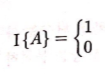 I{A} = {1
0